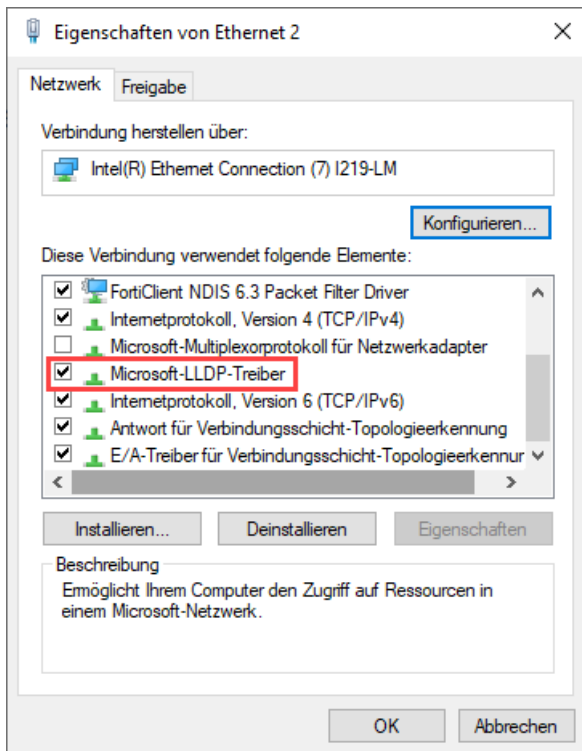 Eigenschaften von Ethernet 2
Netzwerk
Freigabe
Verbindung herstellen über:
Intel(R) Ethernet Connection (7) I219-LM
Konfigurieren...
Diese Verbindung verwendet folgende Elemente:
FortiClient NDIS 6.3 Packet Filter Driver
Internetprotokoll, Version 4 (TCP/IPv4)
Microsoft-Multiplexorprotokoll für Netzwerkadapter
Microsoft-LLDP-Treiber
Internetprotokoll, Version 6 (TCP/IPv6)
Antwort für Verbindungsschicht-Topologieerkennung
E/A-Treiber für Verbindungsschicht-Topologieerkennur
Installieren...
Deinstallieren
Eigenschaften
Beschreibung
Ermöglicht Ihrem Computer den Zugriff auf Ressourcen in
einem Microsoft-Netzwerk.
OK
Abbrechen